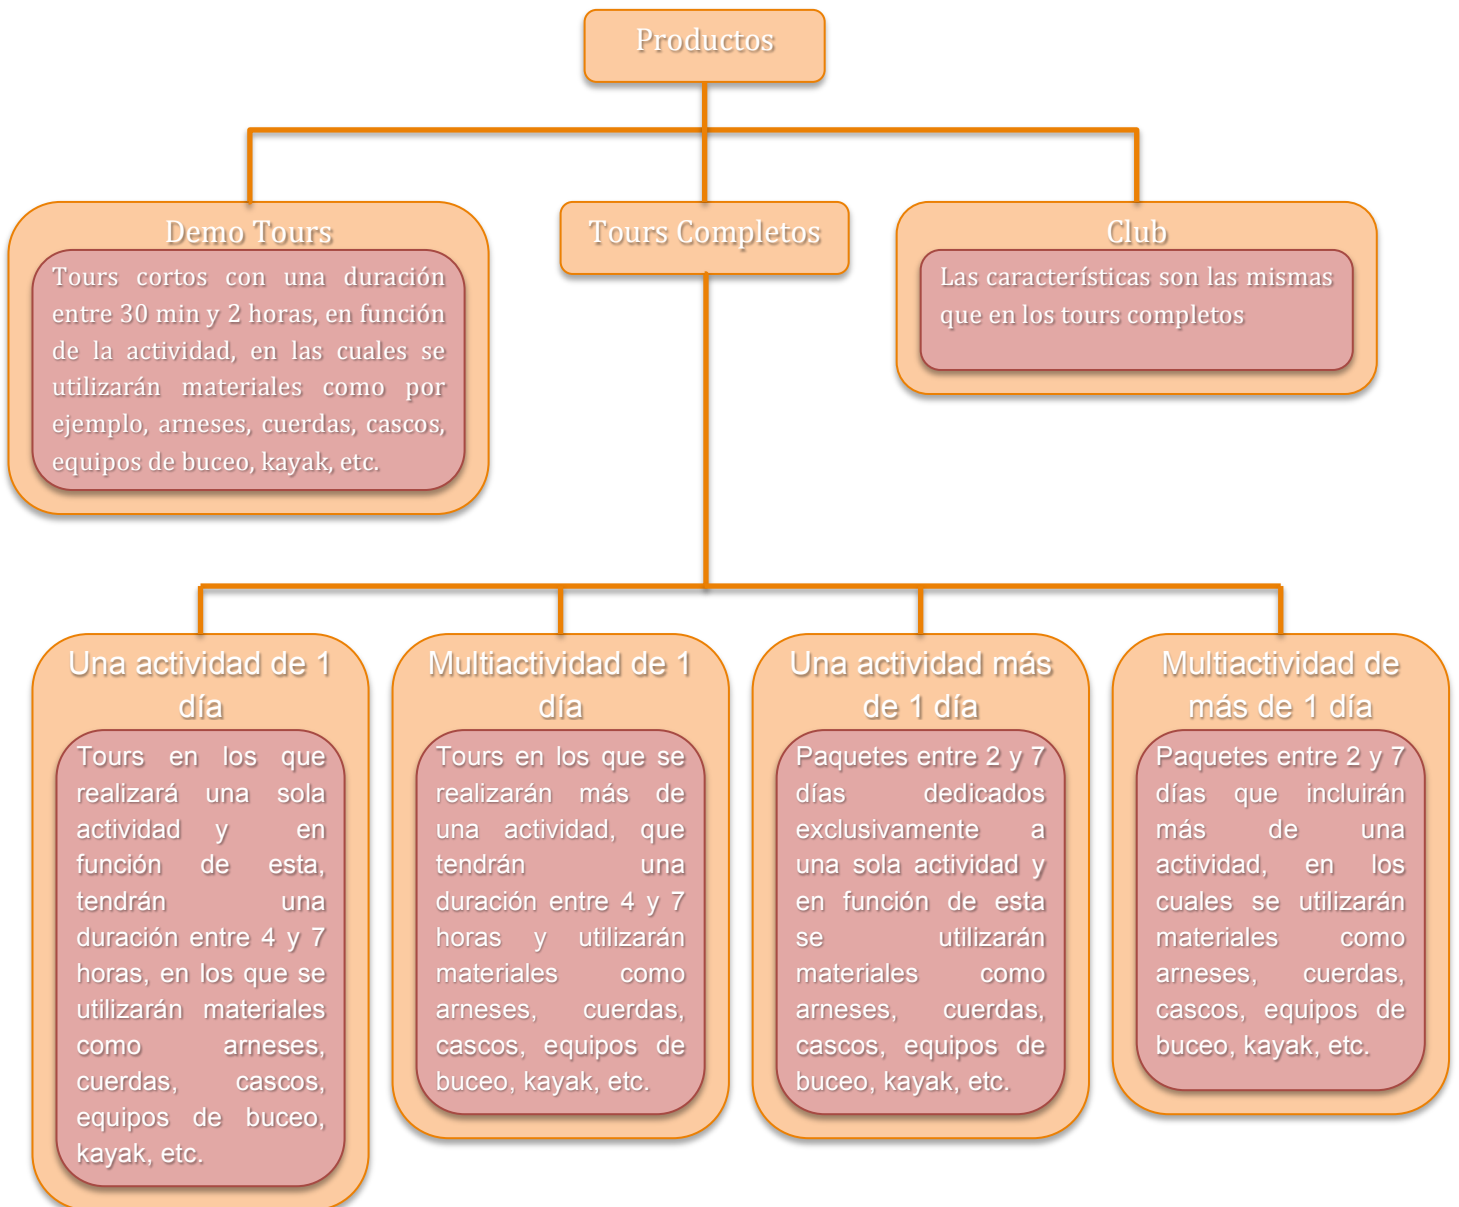 Productos
Demo Tours
Tours cortos con una duración
entre 30 min y 2 horas, en función
de la actividad, en las cuales se
utilizarán materiales como por
ejemplo, arneses, cuerdas, cascos,
equipos de buceo, kayak, etc.
Tours Completos
Club
Las características son las mismas
que en los tours completos
Una actividad de 1
día
Tours en los que
realizará una sola
actividad y en
función de esta,
tendrán una
duración entre 4 y 7
horas, en los que se
utilizarán materiales
como arneses,
cuerdas, cascos,
equipos de buceo,
kayak, etc.
Multiactividad de 1
día
Tours en los que se
realizarán más de
una actividad, que
tendrán una
duración entre 4 y 7
horas y utilizarán
materiales como
arneses, cuerdas,
cascos, equipos de
buceo, kayak, etc.
Una actividad más
de 1 día
Paquetes entre 2 y 7
días dedicados
exclusivamente a
una sola actividad y
en función de esta
se utilizarán
materiales como
arneses, cuerdas,
cascos, equipos de
buceo, kayak, etc.
Multiactividad de
más de 1 día
Paquetes entre 2 y 7
días que incluirán
más de una
actividad, en los
cuales se utilizarán
materiales como
arneses, cuerdas,
cascos, equipos de
buceo, kayak, etc.